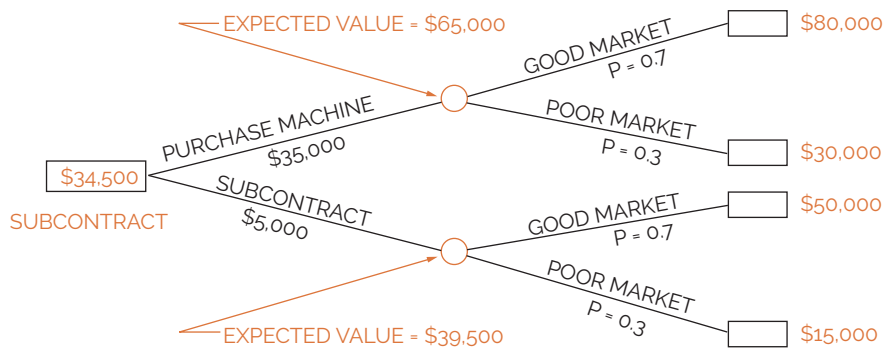 EXPECTED VALUE = $65,000
$80,000
GOOD MARKET
P = 0.7
PURCHASE MACHINE
$35,000
POOR MARKET
P = 0.3
$30,000
$34,500
SUBCONTRACT
SUBCONTRACT
$5,000
$50,000
GOOD MARKET
P = 0.7
POOR MARKET
P = 0.3
$15,000
EXPECTED VALUE = $39,500